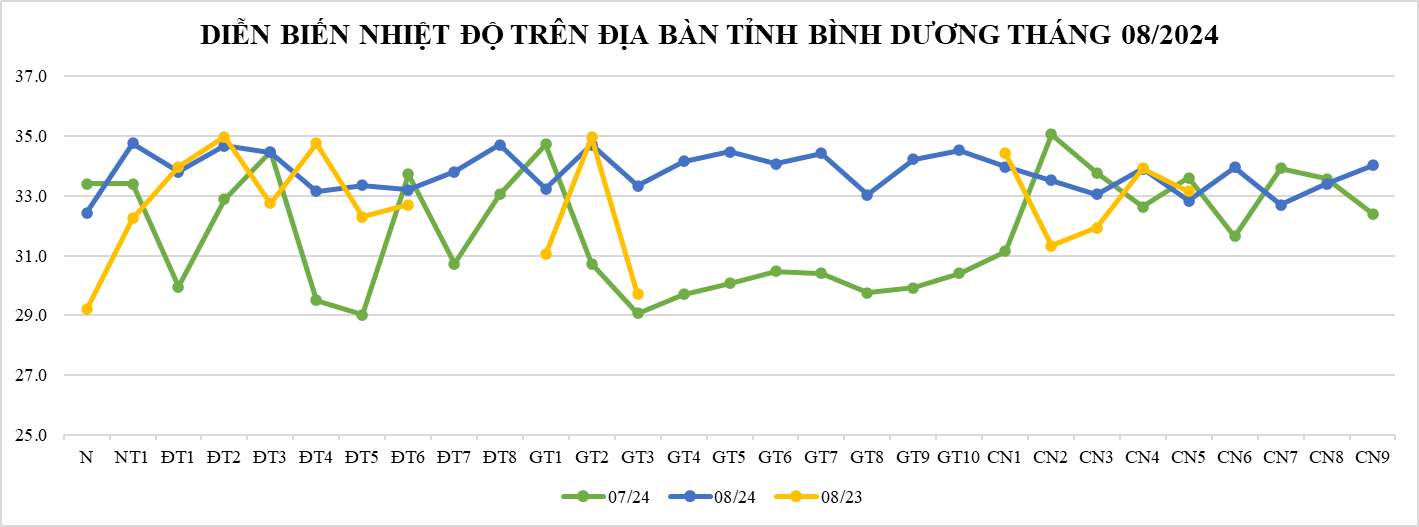 DIỄN BIẾN NHIỆT ĐỘ TRÊN ĐỊA BÀN TỈNH BÌNH DƯƠNG THÁNG 08/2024
37.0
35.0
33.0
31.0
29.0
27.0
25.0
N NT1 ĐT1 ĐT2 ĐT3 ĐT4 ĐT5 ĐT6 ĐT7 ĐT8 GT1 GT2 GT3 GT4 GT5 GT6 GT7 GT8 GT9 GT10 CN1 CN2 CN3 CN4 CN5 CN6 CN7 CN8 CN9
07/24 08/24 08/23